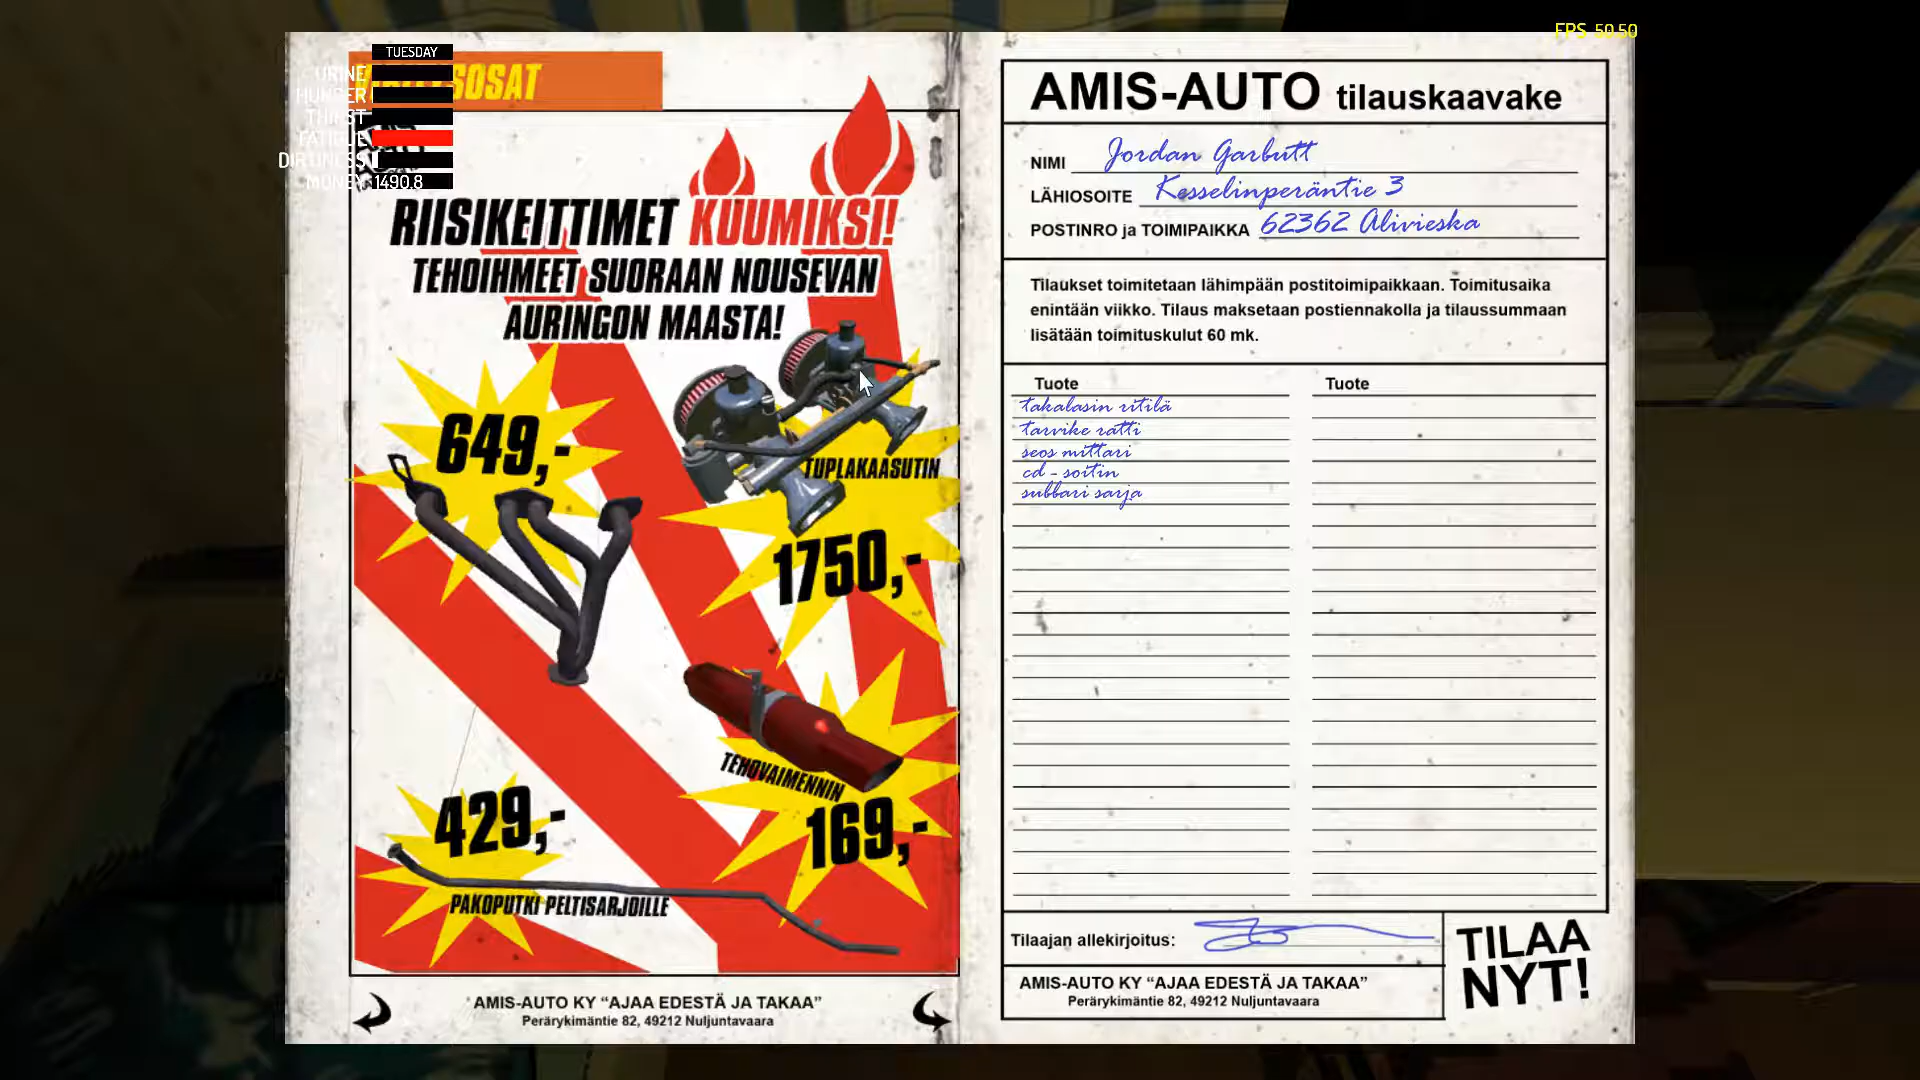 FPS 50.50
TUESDAY
URINE
HUNGER
THIRST
FATIGUE
DIRTINESS
MONEY 1490.8
OSAT
RIISIKEITTIMET KUUMIKSI!
TEHOIHMEET SUORAAN NOUSEVAN
AURINGON MAASTA!
649,-
TUPLAKAASUTIN
1750,-
TEHOVAIMENNIN
169,-
429,-
PAKOPUTKI PELTISARJOILLE
AMIS-AUTO KY “AJAA EDESTÄ JA TAKAA”
Perärykimäntie 82, 49212 Nuljuntavaara
AMIS-AUTO tilauskaavake
NIMI Jordan Garbutt
LÄHIOSOITE Kesselinperäntie 3
POSTINRO ja TOIMIPAIKKA 62362 Alivieska
Tilaukset toimitetaan lähimpään postitoimipaikkaan. Toimitusaika
enintään viikko. Tilaus maksetaan postiennakolla ja tilaussummaan
lisätään toimituskulut 60 mk.
Tuote Tuote
takalasin ritilä
tarvike ratti
seos mittari
cd-soitin
subbari sarja
Tilaajan allekirjoitus:
AMIS-AUTO KY “AJAA EDESTÄ JA TAKAA”
Perärykimäntie 82, 49212 Nuljuntavaara
TILAA
NYT!